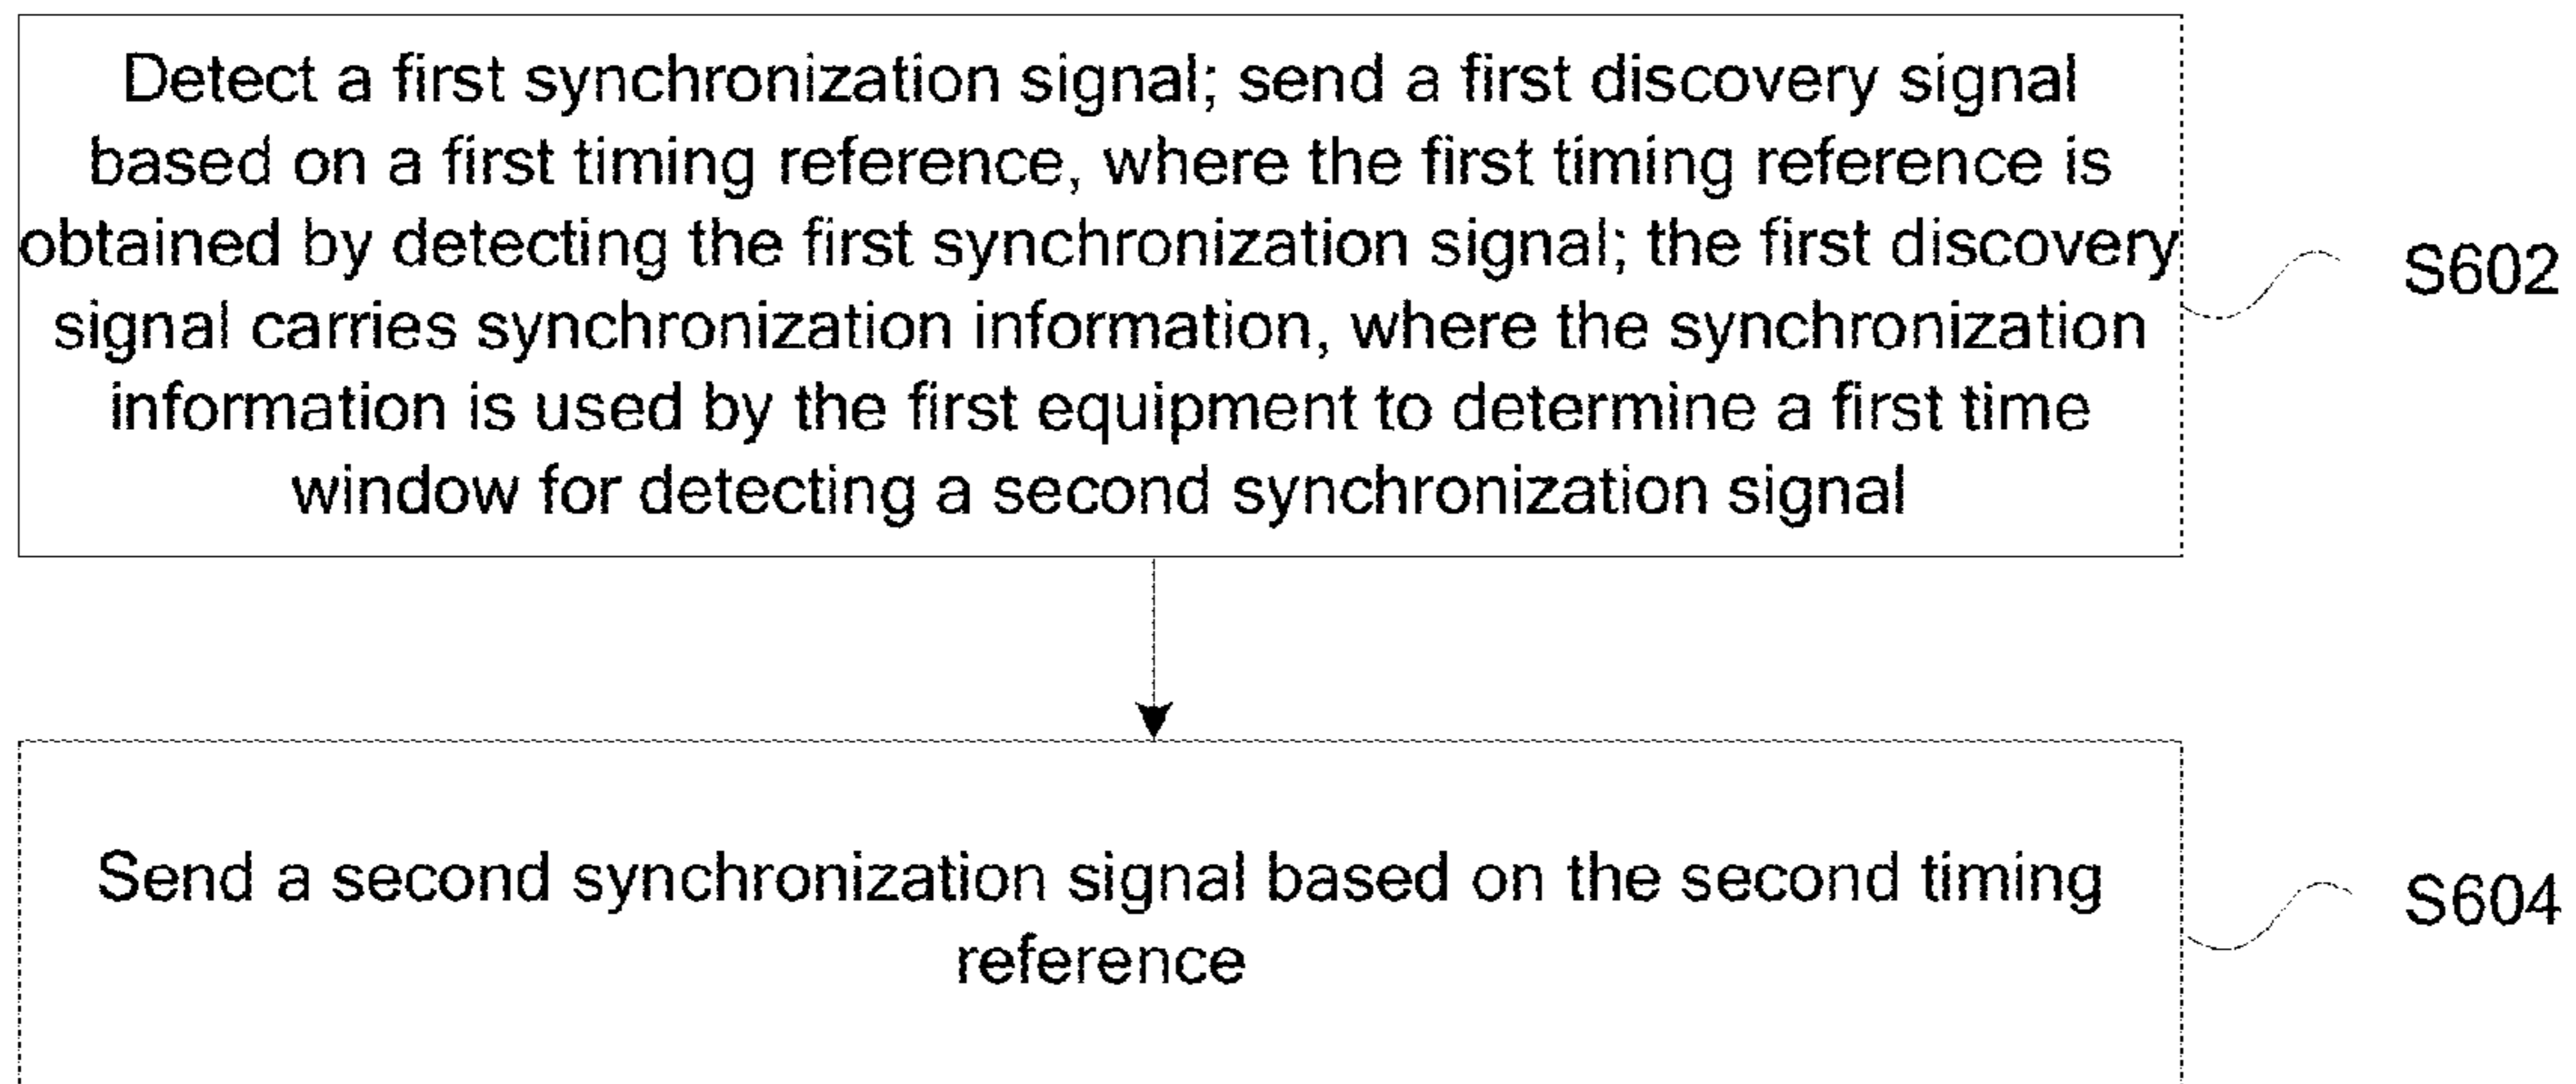 Detect a first synchronization signal; send a first discovery signal
based on a first timing reference, where the first timing reference is
obtained by detecting the first synchronization signal; the first discovery
signal carries synchronization information, where the synchronization
information is used by the first equipment to determine a first time
window for detecting a second synchronization signal
S602
Send a second synchronization signal based on the second timing
reference
S604